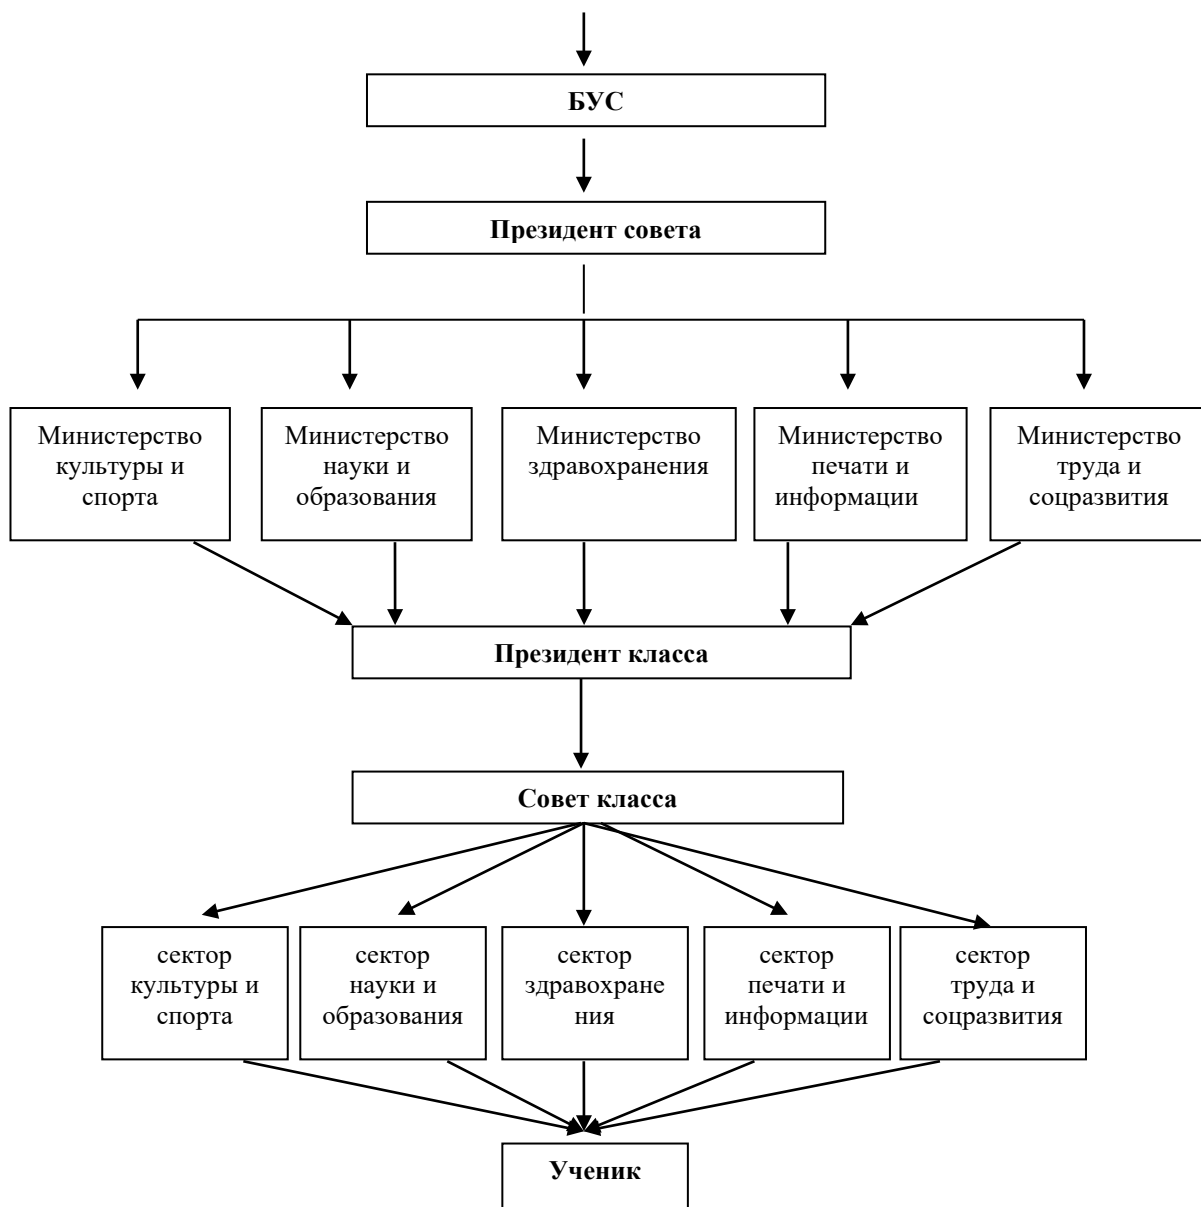 БУС
Президент совета
Министерство
культуры и
спорта
Министерство
науки и
образования
Министерство
здравохранения
Министерство
печати и
информации
Министерство
труда и
соцразвития
Президент класса
Совет класса
сектор
культуры и
спорта
сектор
науки и
образования
сектор
здравохране
ния
сектор
печати и
информации
сектор
труда и
соцразвития
Ученик